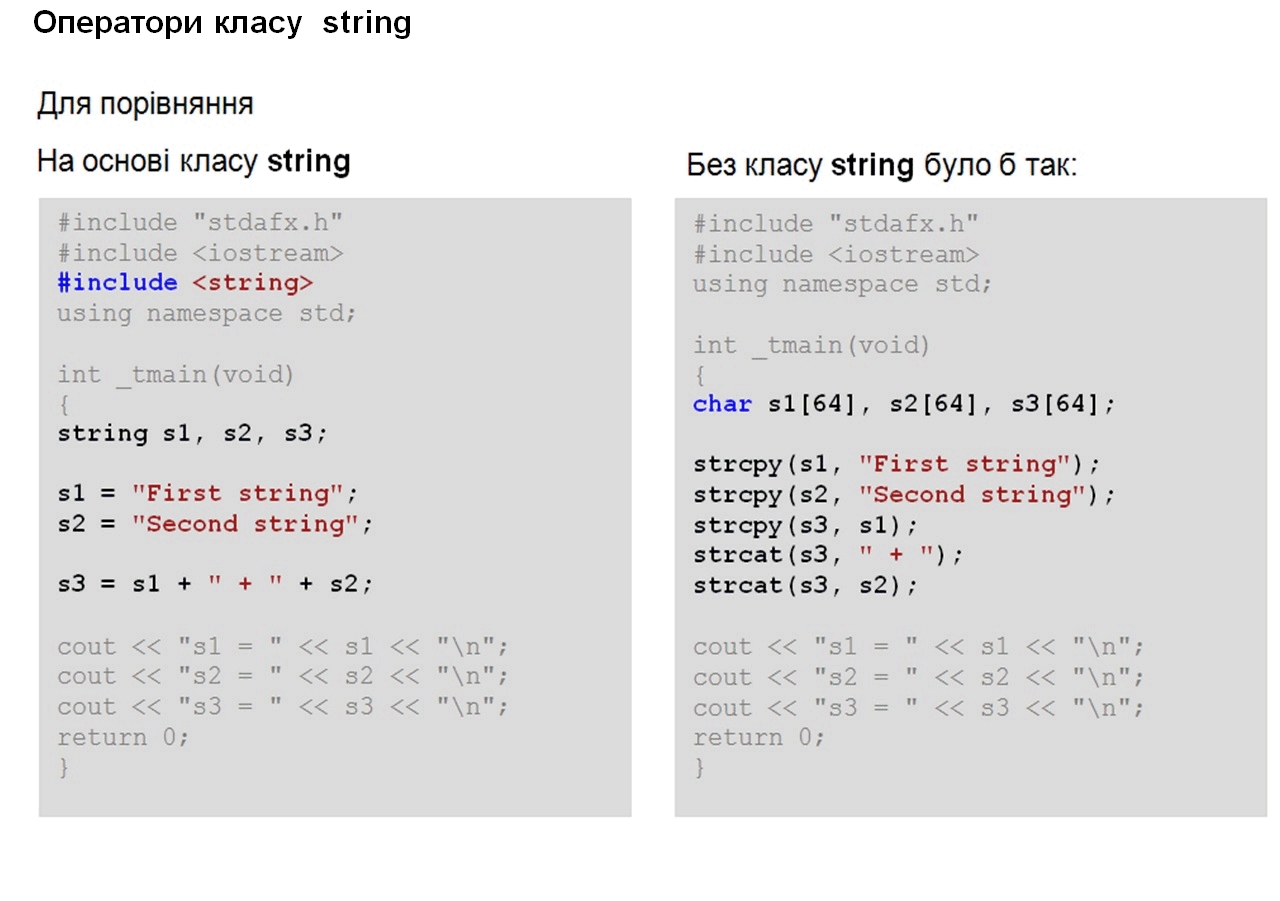 Оператори класу string
Для порівняння
На основі класу string
#include "stdafx.h"
#include <iostream>
#include <string>
using namespace std;
int _tmain(void)
{
string s1, s2, s3;
s1 = "First string";
s2 = "Second string";
s3 = s1 + " + " + s2;
cout << "s1 = " << s1 << "\n";
cout << "s2 = " << s2 << "\n";
cout << "s3 = " << s3 << "\n";
return 0;
}
Без класу string було б так:
#include "stdafx.h"
#include <iostream>
using namespace std;
int _tmain(void)
{
char s1[64], s2[64], s3[64];
strcpy(s1, "First string");
strcpy(s2, "Second string");
strcpy(s3, s1);
strcat(s3, " + ");
strcat(s3, s2);
cout << "s1 = " << s1 << "\n";
cout << "s2 = " << s2 << "\n";
cout << "s3 = " << s3 << "\n";
return 0;
}